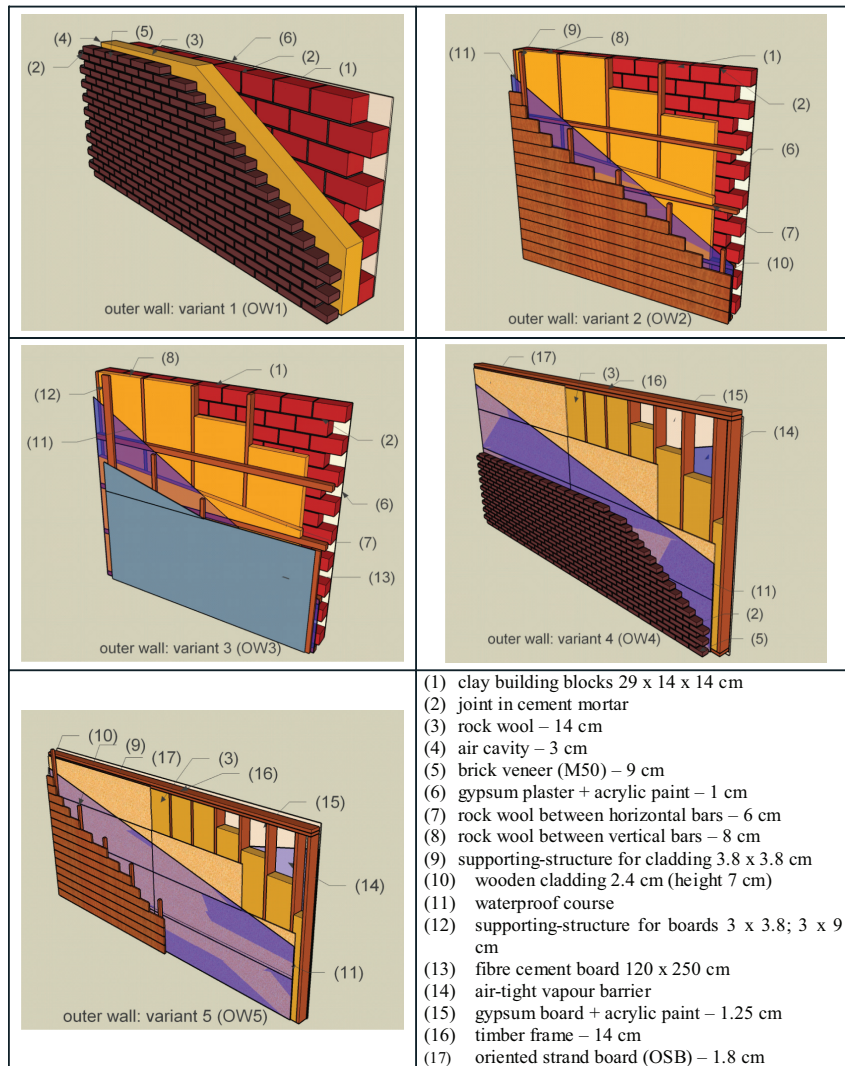 (5)
(4)
(3)
(6)
(2)
(2)
(1)
outer wall: variant 1 (OW1)
(9)
(8)
(11)
(1)
(2)
(6)
(7)
(10)
outer wall: variant 2 (OW2)
(8)
(1)
(12)
(11)
(2)
(6)
(7)
(13)
outer wall: variant 3 (OW3)
(17)
(3)
(16)
(15)
(14)
(11)
(2)
(5)
outer wall: variant 4 (OW4)
(10)
(9)
(17)
(3)
(16)
(15)
(14)
(11)
outer wall: variant 5 (OW5)
(1) clay building blocks 29 x 14 x 14 cm
(2) joint in cement mortar
(3) rock wool – 14 cm
(4) air cavity – 3 cm
(5) brick veneer (M50) – 9 cm
(6) gypsum plaster + acrylic paint – 1 cm
(7) rock wool between horizontal bars – 6 cm
(8) rock wool between vertical bars – 8 cm
(9) supporting-structure for cladding 3.8 x 3.8 cm
(10) wooden cladding 2.4 cm (height 7 cm)
(11) waterproof course
(12) supporting-structure for boards 3 x 3.8; 3 x 9
cm
(13) fibre cement board 120 x 250 cm
(14) air-tight vapour barrier
(15) gypsum board + acrylic paint – 1.25 cm
(16) timber frame – 14 cm
(17) oriented strand board (OSB) – 1.8 cm